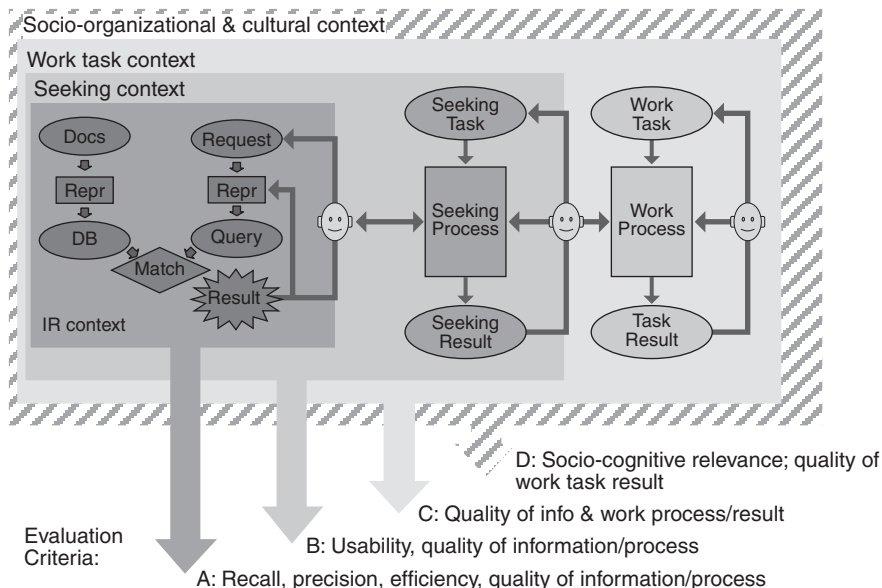 Socio-organizational & cultural context
Work task context
Seeking context
Docs
Repr
DB
Request
Repr
Query
Match
Result
IR context
Seeking
Task
Seeking
Process
Seeking
Result
Work
Task
Work
Process
Task
Result
D: Socio-cognitive relevance; quality of
work task result
C: Quality of info & work process/result
B: Usability, quality of information/process
Evaluation
Criteria:
A: Recall, precision, efficiency, quality of information/process